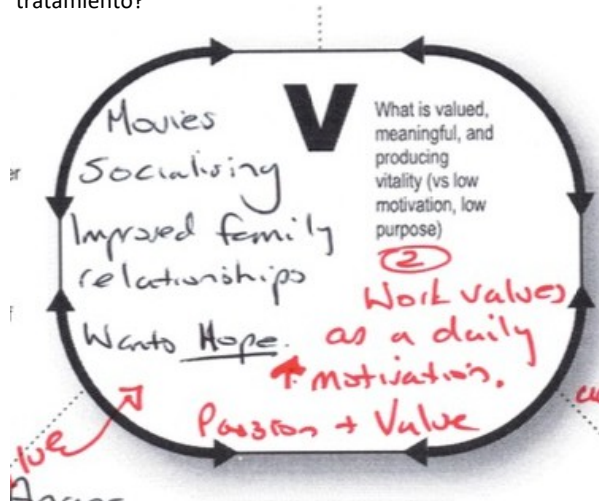 tratamiento?
V
What is valued,
meaningful, and
producing
vitality (vs low
motivation, low
purpose)
Movies
Socialising
Improved family
relationships
Wants Hope.
2
Work values
as a daily
motivation.
Passion + Value